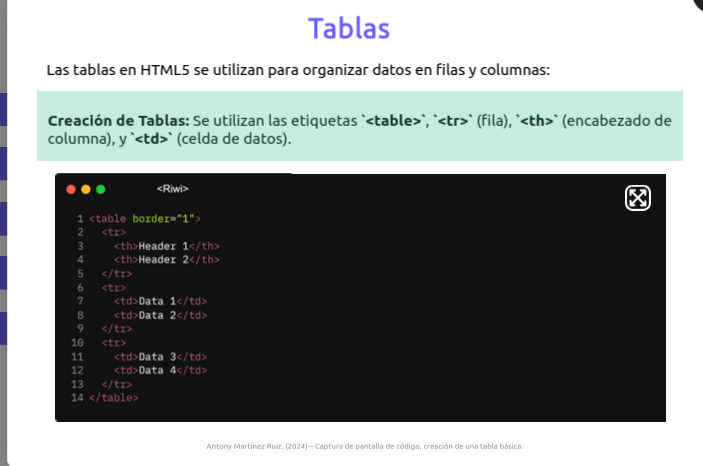 Tablas
Las tablas en HTML5 se utilizan para organizar datos en filas y columnas:
Creación de Tablas: Se utilizan las etiquetas `<table>`, `<tr>` (fila), `<th>` (encabezado de
columna), y `<td>` (celda de datos).
<Riwi>
1 <table border="1">
2   <tr>
3     <th>Header 1</th>
4     <th>Header 2</th>
5   </tr>
6   <tr>
7     <td>Data 1</td>
8     <td>Data 2</td>
9   </tr>
10   <tr>
11     <td>Data 3</td>
12     <td>Data 4</td>
13   </tr>
14 </table>
Antony Martinez Ruiz. (2024) – Captura de pantalla de código, creación de una tabla básica.